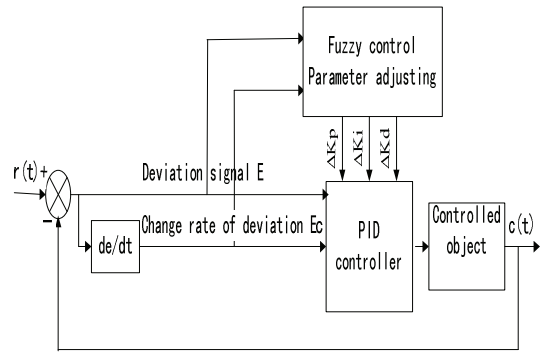 Fuzzy control
Parameter adjusting
ΔKp
ΔKi
ΔKd
r(t)+
-
Deviation signal E
Change rate of deviation Ec
de/dt
PID
controller
Controlled
object
c(t)